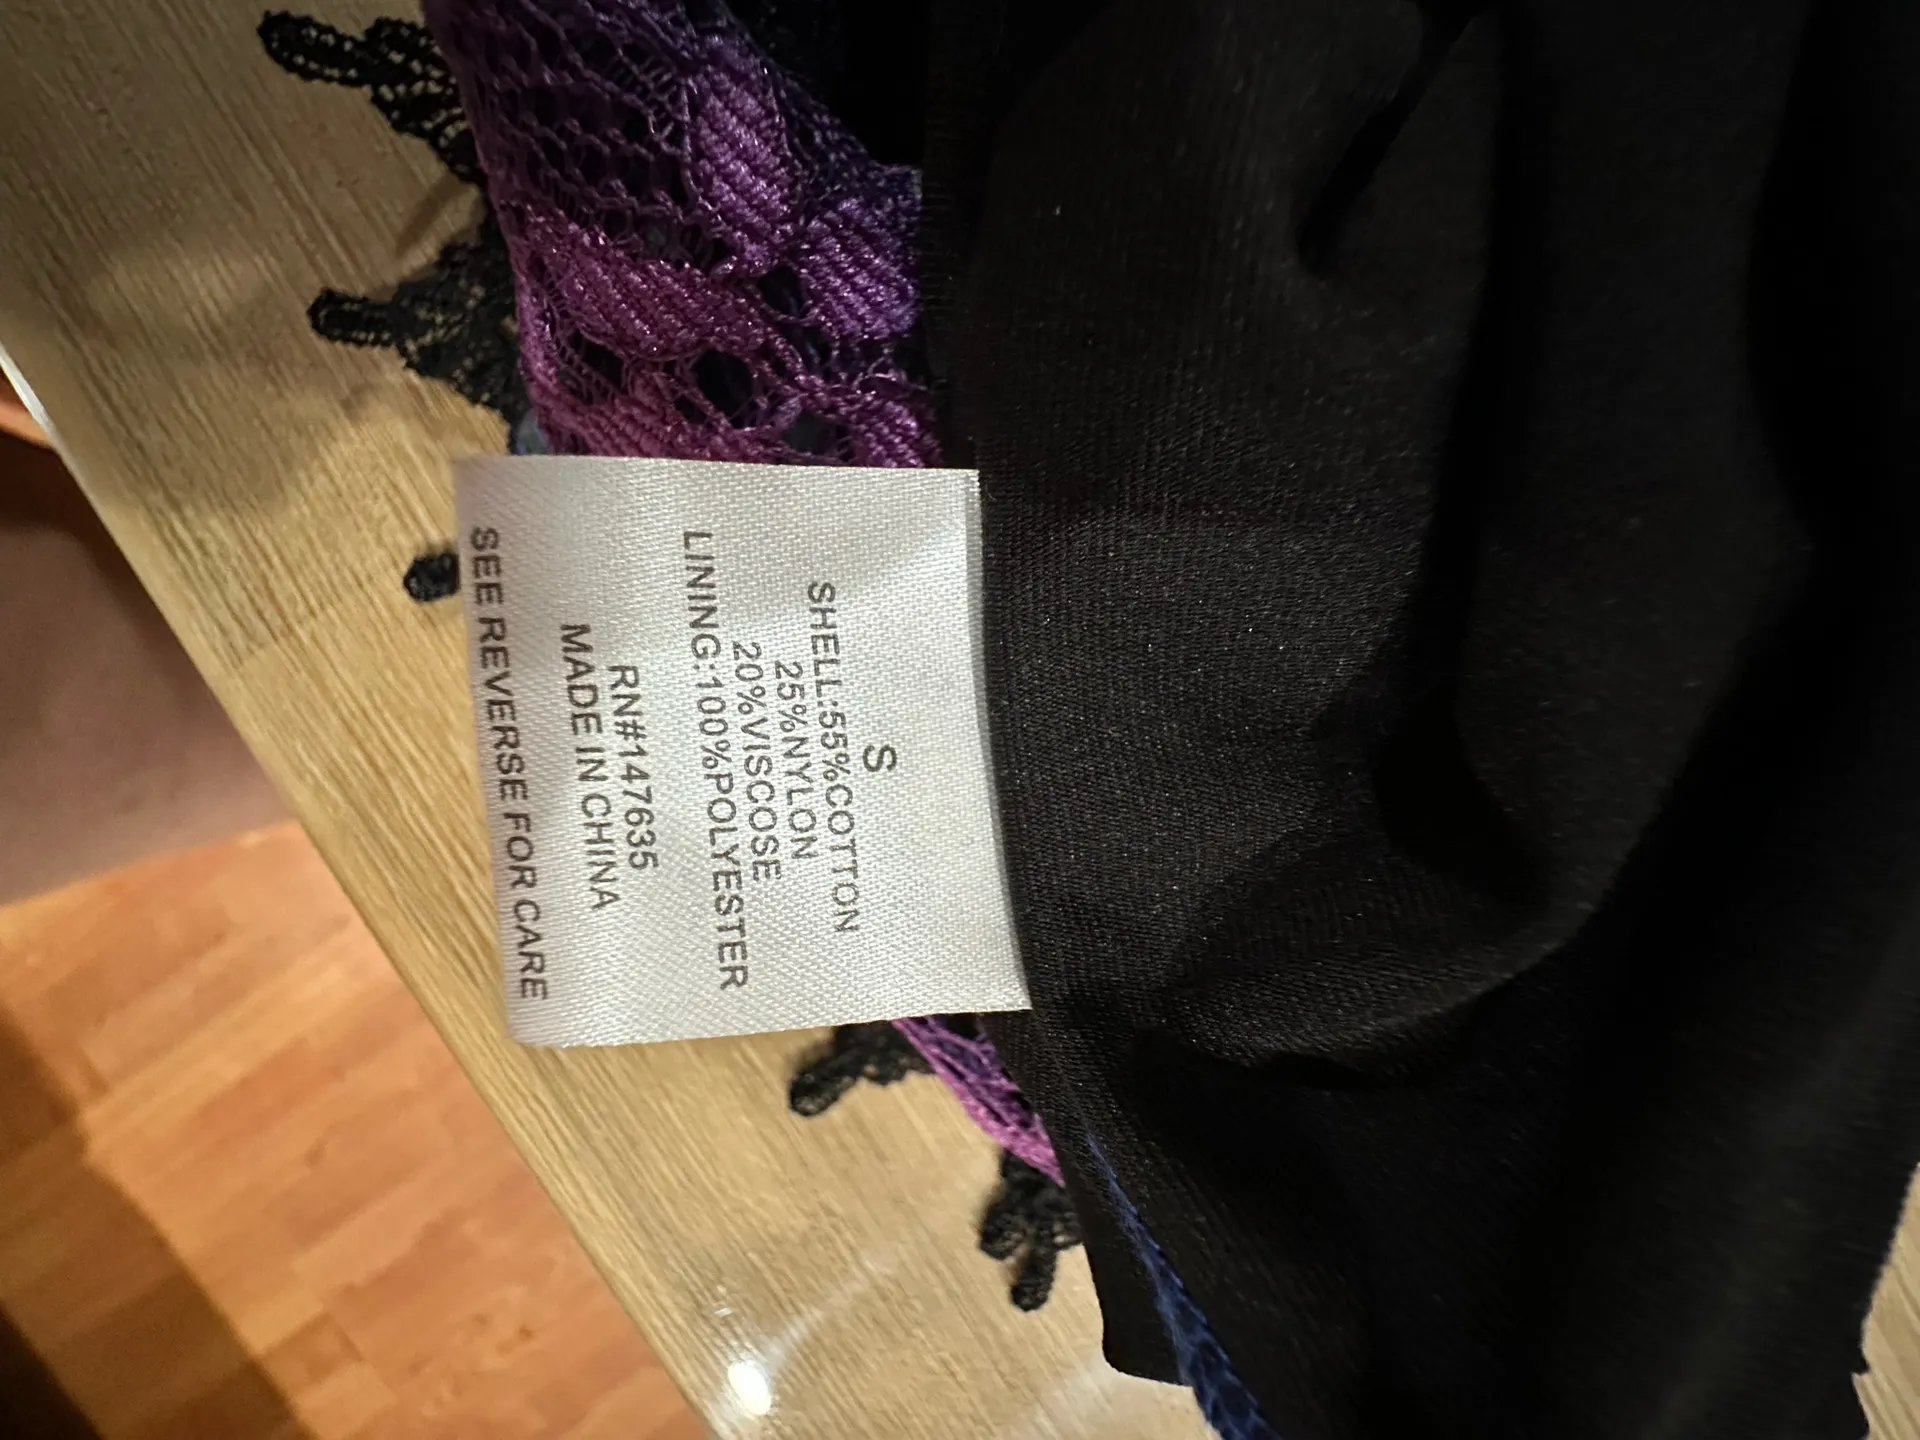 S
SHELL:55%COTTON
25%NYLON
20%VISCOSE
LINING:100%POLYESTER
RN#147635
MADE IN CHINA
SEE REVERSE FOR CARE